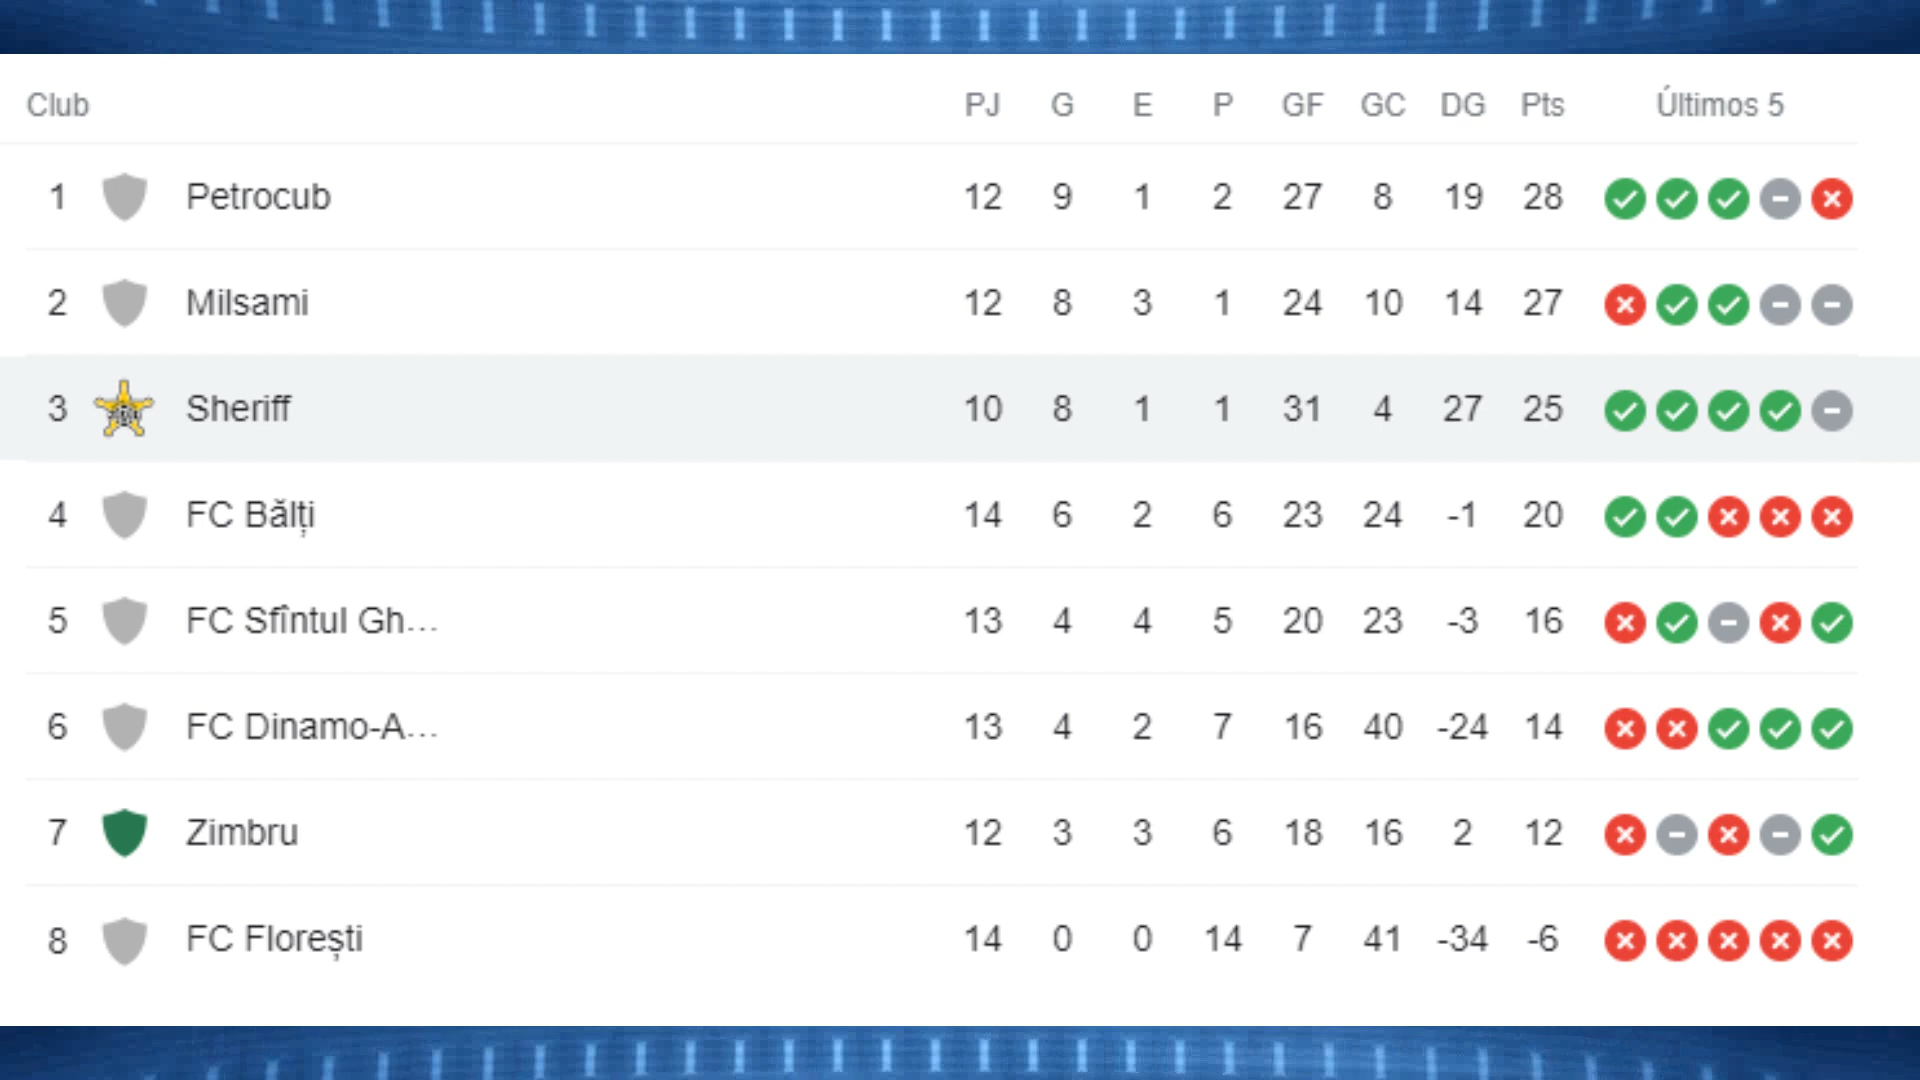 Club PJ G E P GF GC DG Pts Últimos 5
1 Petrocub 12 9 1 2 27 8 19 28
2 Milsami 12 8 3 1 24 10 14 27
3 Sheriff 10 8 1 1 31 4 27 25
4 FC Bălți 14 6 2 6 23 24 -1 20
5 FC Sfîntul Gh... 13 4 4 5 20 23 -3 16
6 FC Dinamo-A... 13 4 2 7 16 40 -24 14
7 Zimbru 12 3 3 6 18 16 2 12
8 FC Florești 14 0 0 14 7 41 -34 -6